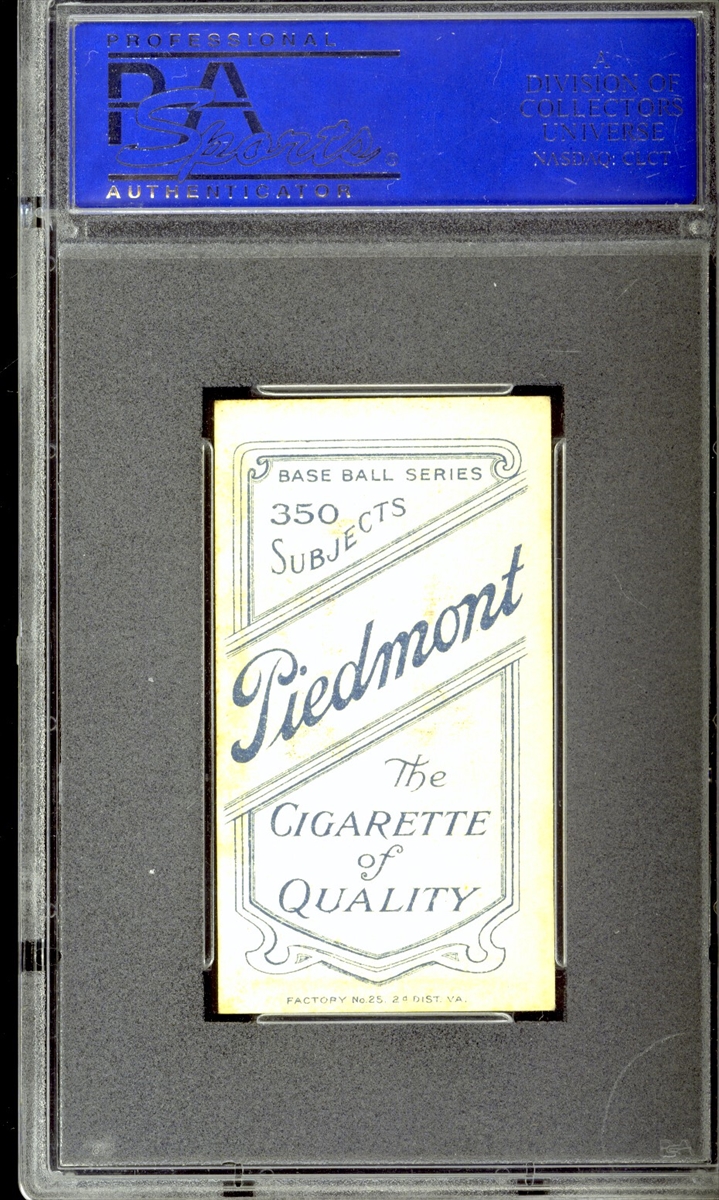 PROFESSIONAL
PSA
Sports
AUTHENTICATOR
A
DIVISION OF
COLLECTORS
UNIVERSE
NASDAQ: CLCT
BASE BALL SERIES
350
SUBJECTS
Piedmont
The
CIGARETTE
of
QUALITY
FACTORY No.25. 2d DIST. VA.
PSA